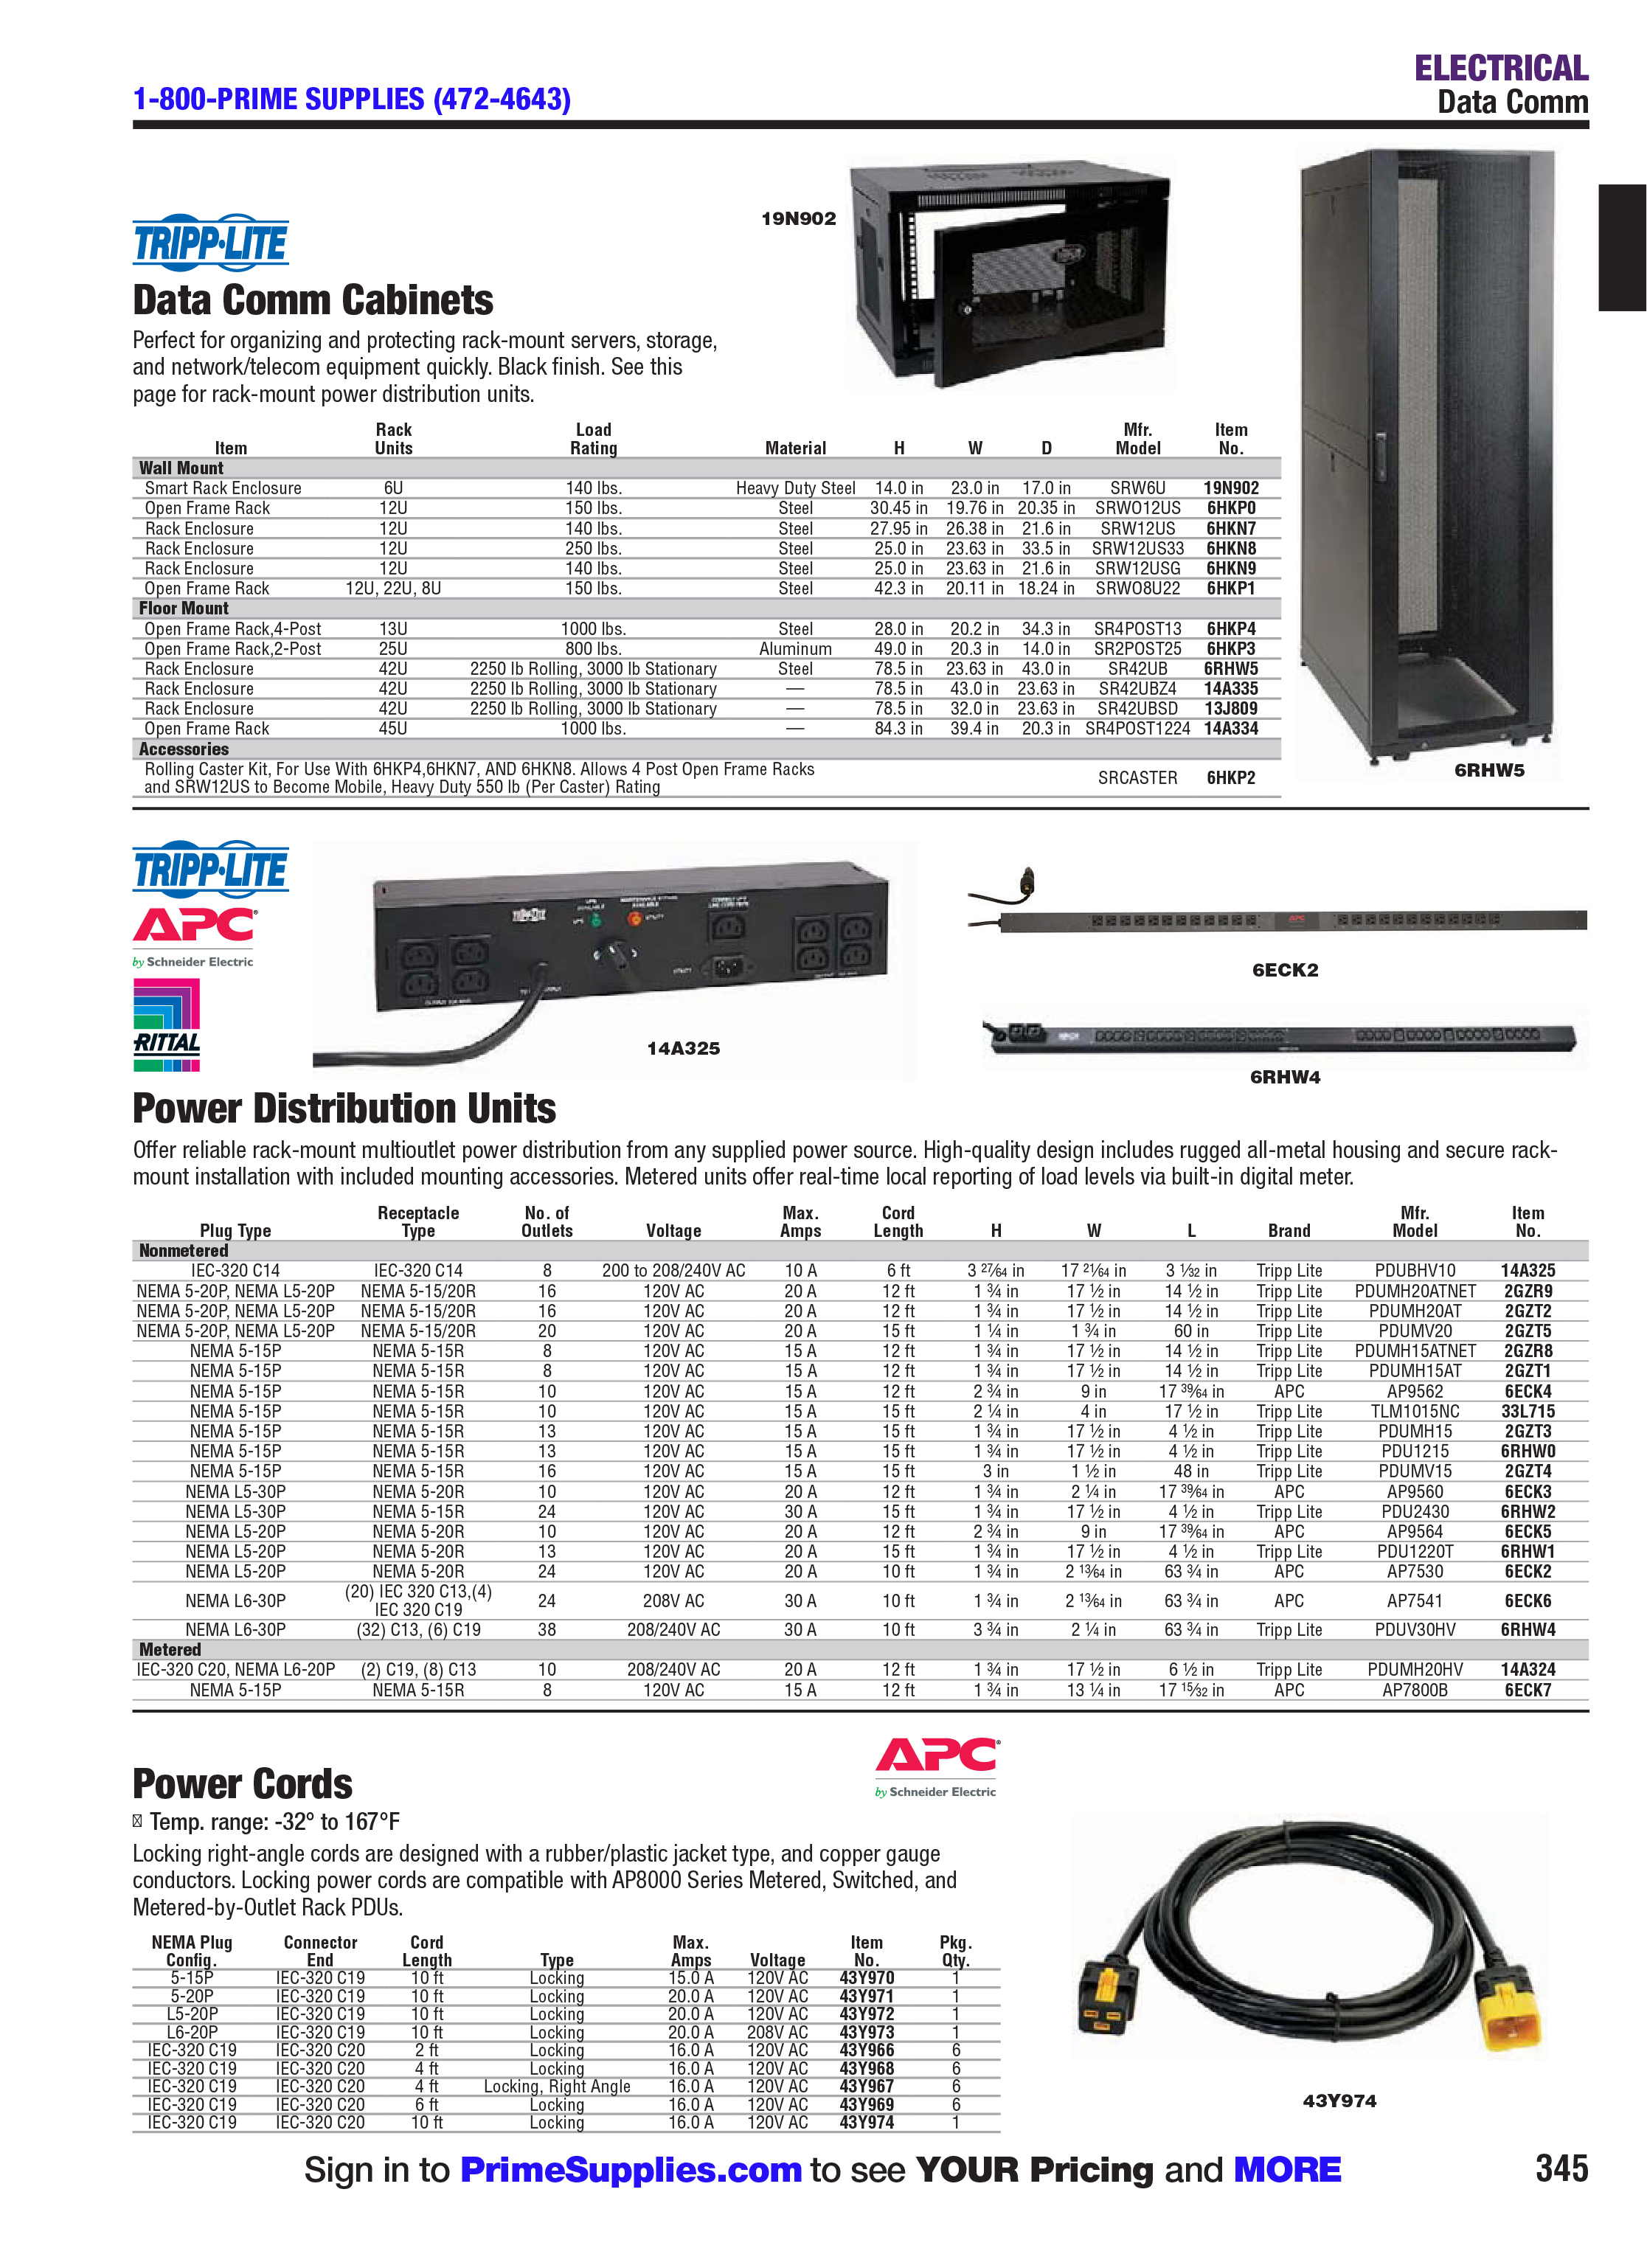 1-800-PRIME SUPPLIES (472-4643)
ELECTRICAL
Data Comm
19N902
TRIPP·LITE
Data Comm Cabinets
Perfect for organizing and protecting rack-mount servers, storage,
and network/telecom equipment quickly. Black finish. See this
page for rack-mount power distribution units.
Item Rack Units Load Rating Material H W D Mfr. Model Item No.
Wall Mount
Smart Rack Enclosure 6U 140 lbs. Heavy Duty Steel 14.0 in 23.0 in 17.0 in SRW6U 19N902
Open Frame Rack 12U 150 lbs. Steel 30.45 in 19.76 in 20.35 in SRWO12US 6HKP0
Rack Enclosure 12U 140 lbs. Steel 27.95 in 26.38 in 21.6 in SRW12US 6HKN7
Rack Enclosure 12U 250 lbs. Steel 25.0 in 23.63 in 33.5 in SRW12US33 6HKN8
Rack Enclosure 12U 140 lbs. Steel 25.0 in 23.63 in 21.6 in SRW12USG 6HKN9
Open Frame Rack 12U, 22U, 8U 150 lbs. Steel 42.3 in 20.11 in 18.24 in SRWO8U22 6HKP1
Floor Mount
Open Frame Rack,4-Post 13U 1000 lbs. Steel 28.0 in 20.2 in 34.3 in SR4POST13 6HKP4
Open Frame Rack,2-Post 25U 800 lbs. Aluminum 49.0 in 20.3 in 14.0 in SR2POST25 6HKP3
Rack Enclosure 42U 2250 lb Rolling, 3000 lb Stationary Steel 78.5 in 23.63 in 43.0 in SR42UB 6RHW5
Rack Enclosure 42U 2250 lb Rolling, 3000 lb Stationary — 78.5 in 43.0 in 23.63 in SR42UBZ4 14A335
Rack Enclosure 42U 2250 lb Rolling, 3000 lb Stationary — 78.5 in 32.0 in 23.63 in SR42UBSD 13J809
Open Frame Rack 45U 1000 lbs. — 84.3 in 39.4 in 20.3 in SR4POST1224 14A334
Accessories
Rolling Caster Kit, For Use With 6HKP4,6HKN7, AND 6HKN8. Allows 4 Post Open Frame Racks
and SRW12US to Become Mobile, Heavy Duty 550 lb (Per Caster) Rating SRCASTER 6HKP2
6RHW5
TRIPP·LITE
APC
by Schneider Electric
RITTAL
14A325
6ECK2
6RHW4
Power Distribution Units
Offer reliable rack-mount multioutlet power distribution from any supplied power source. High-quality design includes rugged all-metal housing and secure rack-
mount installation with included mounting accessories. Metered units offer real-time local reporting of load levels via built-in digital meter.
Plug Type Receptacle Type No. of Outlets Voltage Max. Amps Cord Length H W L Brand Mfr. Model Item No.
Nonmetered
IEC-320 C14 IEC-320 C14 8 200 to 208/240V AC 10 A 6 ft 3 27/64 in 17 21/64 in 3 1/32 in Tripp Lite PDUBHV10 14A325
NEMA 5-20P, NEMA L5-20P NEMA 5-15/20R 16 120V AC 20 A 12 ft 1 ¾ in 17 ½ in 14 ½ in Tripp Lite PDUMH20ATNET 2GZR9
NEMA 5-20P, NEMA L5-20P NEMA 5-15/20R 16 120V AC 20 A 12 ft 1 ¾ in 17 ½ in 14 ½ in Tripp Lite PDUMH20AT 2GZT2
NEMA 5-20P, NEMA L5-20P NEMA 5-15/20R 20 120V AC 20 A 15 ft 1 ¼ in 1 ¾ in 60 in Tripp Lite PDUMV20 2GZT5
NEMA 5-15P NEMA 5-15R 8 120V AC 15 A 12 ft 1 ¾ in 17 ½ in 14 ½ in Tripp Lite PDUMH15ATNET 2GZR8
NEMA 5-15P NEMA 5-15R 8 120V AC 15 A 12 ft 1 ¾ in 17 ½ in 14 ½ in Tripp Lite PDUMH15AT 2GZT1
NEMA 5-15P NEMA 5-15R 10 120V AC 15 A 12 ft 2 ¾ in 9 in 17 39/64 in APC AP9562 6ECK4
NEMA 5-15P NEMA 5-15R 10 120V AC 15 A 15 ft 2 ¼ in 4 in 17 ½ in Tripp Lite TLM1015NC 33L715
NEMA 5-15P NEMA 5-15R 13 120V AC 15 A 15 ft 1 ¾ in 17 ½ in 4 ½ in Tripp Lite PDUMH15 2GZT3
NEMA 5-15P NEMA 5-15R 13 120V AC 15 A 15 ft 1 ¾ in 17 ½ in 4 ½ in Tripp Lite PDU1215 6RHW0
NEMA 5-15P NEMA 5-15R 16 120V AC 15 A 15 ft 3 in 1 ½ in 48 in Tripp Lite PDUMV15 2GZT4
NEMA L5-30P NEMA 5-20R 10 120V AC 20 A 12 ft 1 ¾ in 2 ¼ in 17 39/64 in APC AP9560 6ECK3
NEMA L5-30P NEMA 5-15R 24 120V AC 30 A 15 ft 1 ¾ in 17 ½ in 4 ½ in Tripp Lite PDU2430 6RHW2
NEMA L5-20P NEMA 5-20R 10 120V AC 20 A 12 ft 2 ¾ in 9 in 17 39/64 in APC AP9564 6ECK5
NEMA L5-20P NEMA 5-20R 13 120V AC 20 A 15 ft 1 ¾ in 17 ½ in 4 ½ in Tripp Lite PDU1220T 6RHW1
NEMA L5-20P NEMA 5-20R 24 120V AC 20 A 10 ft 1 ¾ in 2 13/64 in 63 ¾ in APC AP7530 6ECK2
NEMA L6-30P (20) IEC 320 C13,(4) IEC 320 C19 24 208V AC 30 A 10 ft 1 ¾ in 2 13/64 in 63 ¾ in APC AP7541 6ECK6
NEMA L6-30P (32) C13, (6) C19 38 208/240V AC 30 A 10 ft 3 ¾ in 2 ¼ in 63 ¾ in Tripp Lite PDUV30HV 6RHW4
Metered
IEC-320 C20, NEMA L6-20P (2) C19, (8) C13 10 208/240V AC 20 A 12 ft 1 ¾ in 17 ½ in 6 ½ in Tripp Lite PDUMH20HV 14A324
NEMA 5-15P NEMA 5-15R 8 120V AC 15 A 12 ft 1 ¾ in 13 ¼ in 17 15/32 in APC AP7800B 6ECK7
APC
by Schneider Electric
Power Cords
Temp. range: -32° to 167°F
Locking right-angle cords are designed with a rubber/plastic jacket type, and copper gauge
conductors. Locking power cords are compatible with AP8000 Series Metered, Switched, and
Metered-by-Outlet Rack PDUs.
NEMA Plug Config. Connector End Cord Length Type Max. Amps Voltage Item No. Pkg. Qty.
5-15P IEC-320 C19 10 ft Locking 15.0 A 120V AC 43Y970 1
5-20P IEC-320 C19 10 ft Locking 20.0 A 120V AC 43Y971 1
L5-20P IEC-320 C19 10 ft Locking 20.0 A 120V AC 43Y972 1
L6-20P IEC-320 C19 10 ft Locking 20.0 A 208V AC 43Y973 1
IEC-320 C19 IEC-320 C20 2 ft Locking 16.0 A 120V AC 43Y966 6
IEC-320 C19 IEC-320 C20 4 ft Locking 16.0 A 120V AC 43Y968 6
IEC-320 C19 IEC-320 C20 4 ft Locking, Right Angle 16.0 A 120V AC 43Y967 6
IEC-320 C19 IEC-320 C20 6 ft Locking 16.0 A 120V AC 43Y969 6
IEC-320 C19 IEC-320 C20 10 ft Locking 16.0 A 120V AC 43Y974 1
43Y974
Sign in to PrimeSupplies.com to see YOUR Pricing and MORE
345